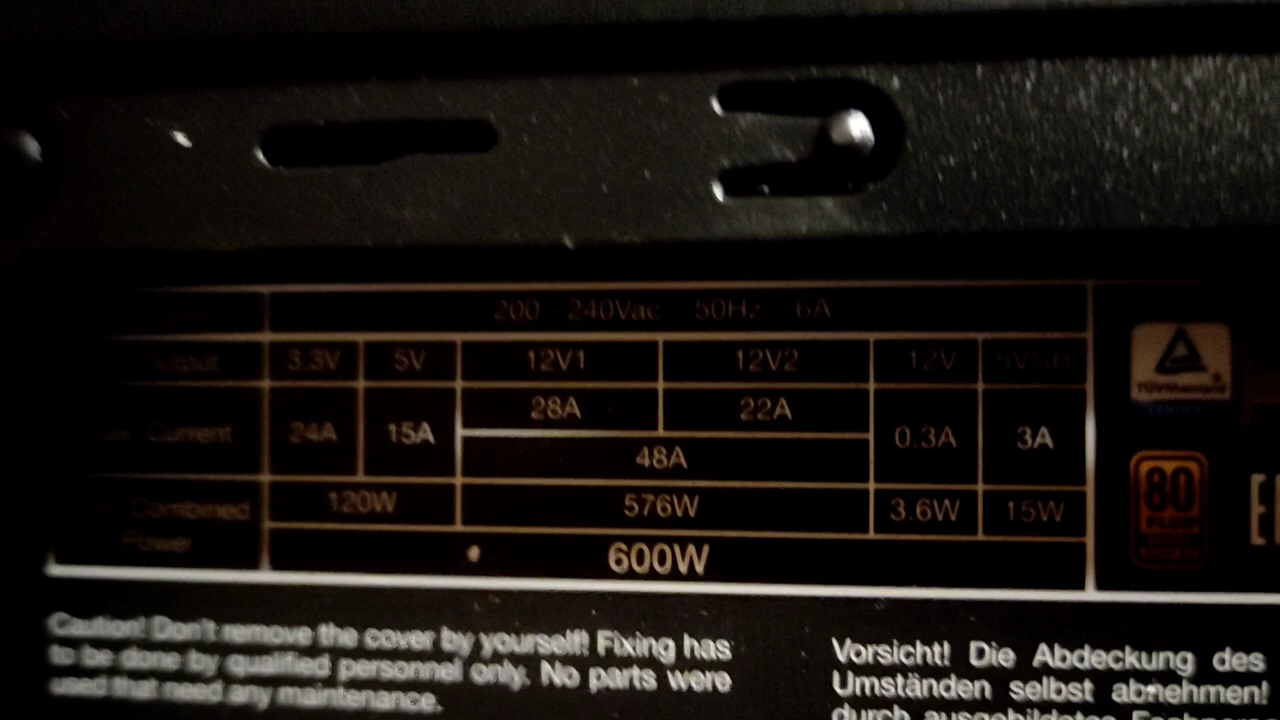 200 - 240Vac 50Hz 6A
Output 3.3V 5V 12V1 12V2 -12V 5VSB
28A 22A
Current 24A 15A 0.3A 3A
48A
Combined 120W 576W 3.6W 15W
Power
600W
TÜVRheinland
80
PLUS
Caution! Don't remove the cover by yourself! Fixing has
to be done by qualified personnel only. No parts were
used that need any maintenance.
Vorsicht! Die Abdeckung des
Umständen selbst abnehmen!
durch ausgebildetes